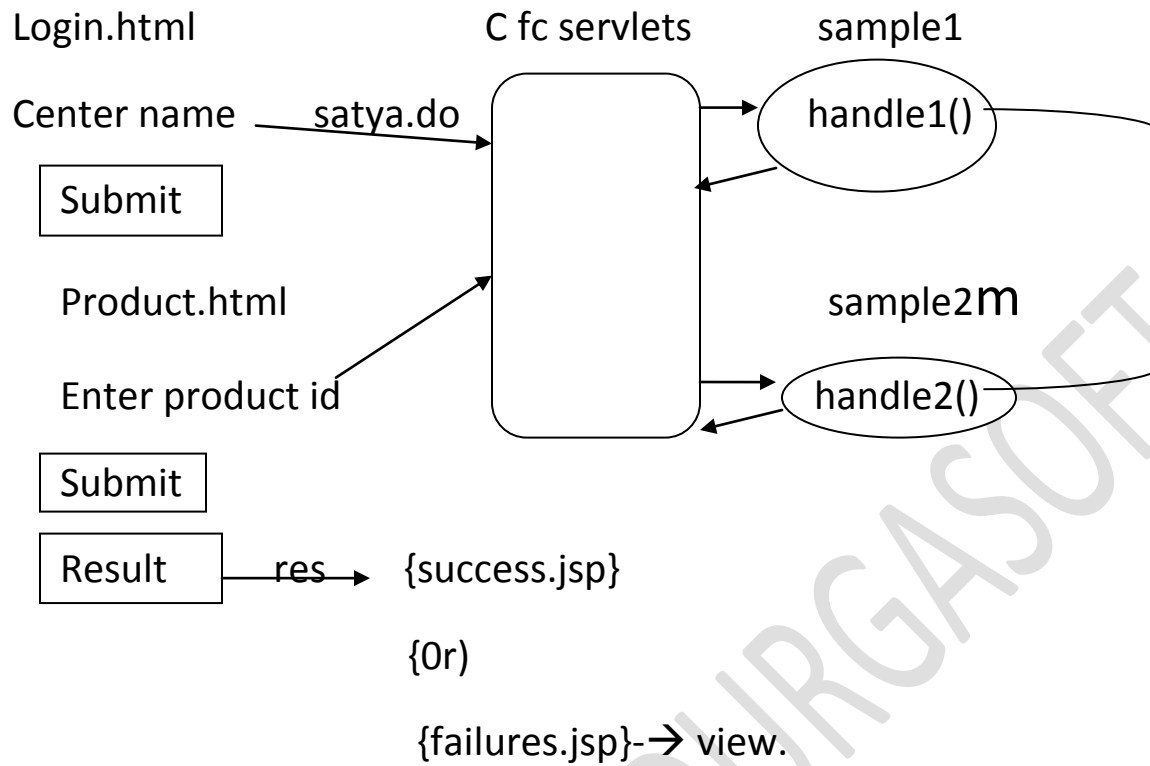 Login.html C fc servlets sample1
Center name satya.do handle1()
Submit
Product.html sample2m
Enter product id handle2()
Submit
Result res {success.jsp}
{0r)
{failures.jsp}-→ view.
URGASOFT